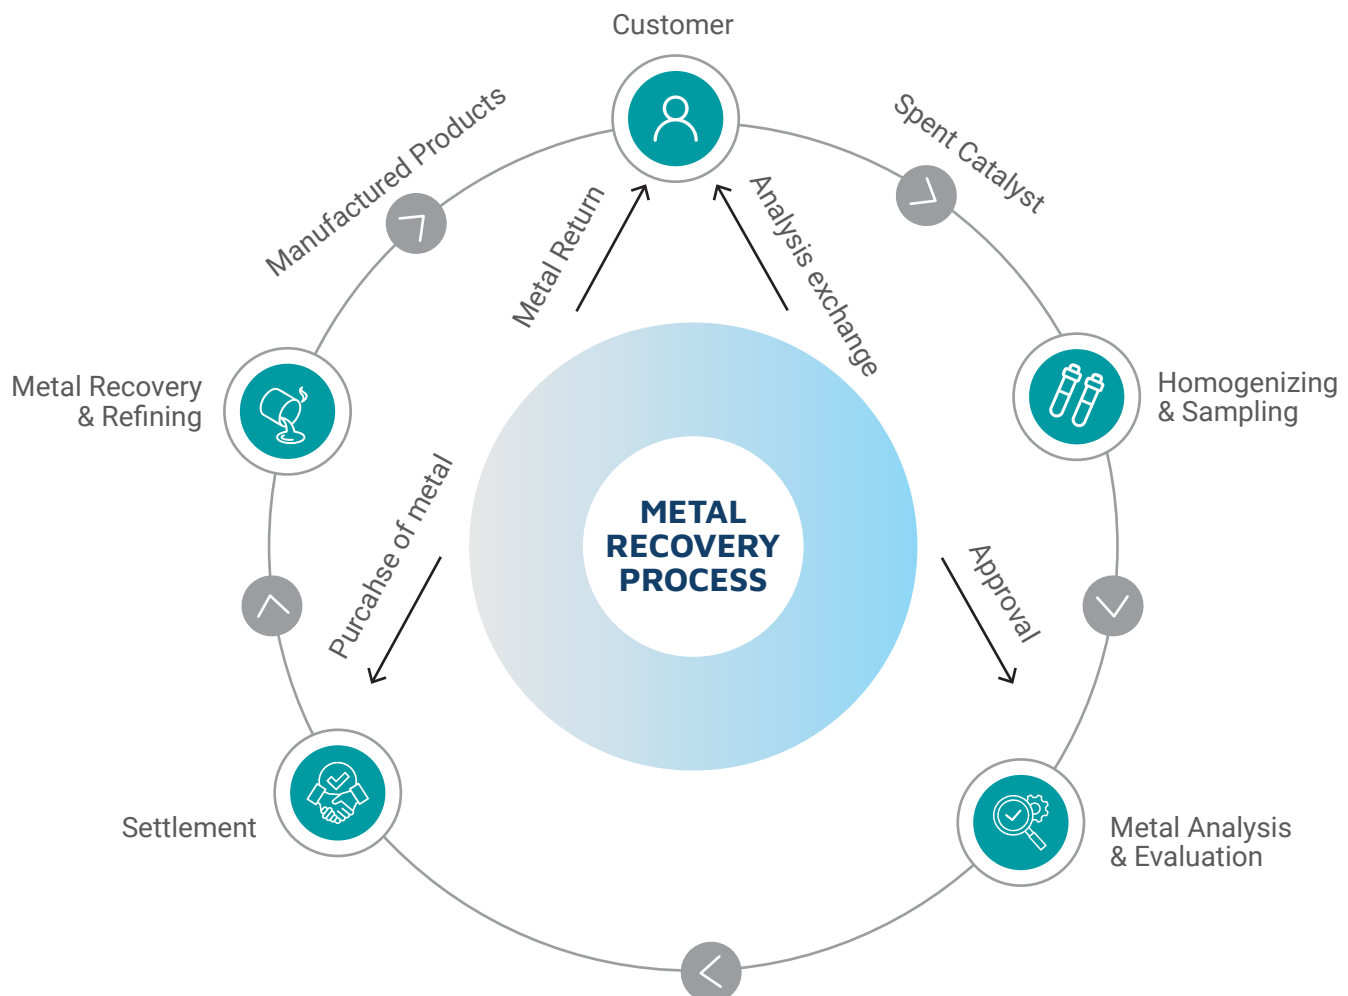 Customer
Manufactured Products
Spent Catalyst
Metal Return
Analysis exchange
Metal Recovery
& Refining
Homogenizing
& Sampling
METAL
RECOVERY
PROCESS
Purcahse of metal
Approval
Settlement
Metal Analysis
& Evaluation